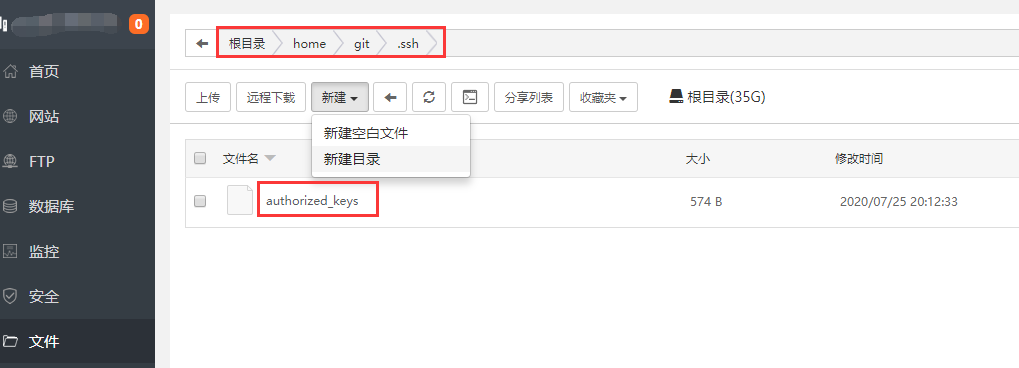 0
根目录 home git .ssh
首页
上传 远程下载 新建 分享列表 收藏夹 根目录(35G)
网站
新建空白文件
新建目录
文件名 大小 修改时间
FTP
authorized_keys 574 B 2020/07/25 20:12:33
数据库
监控
安全
文件